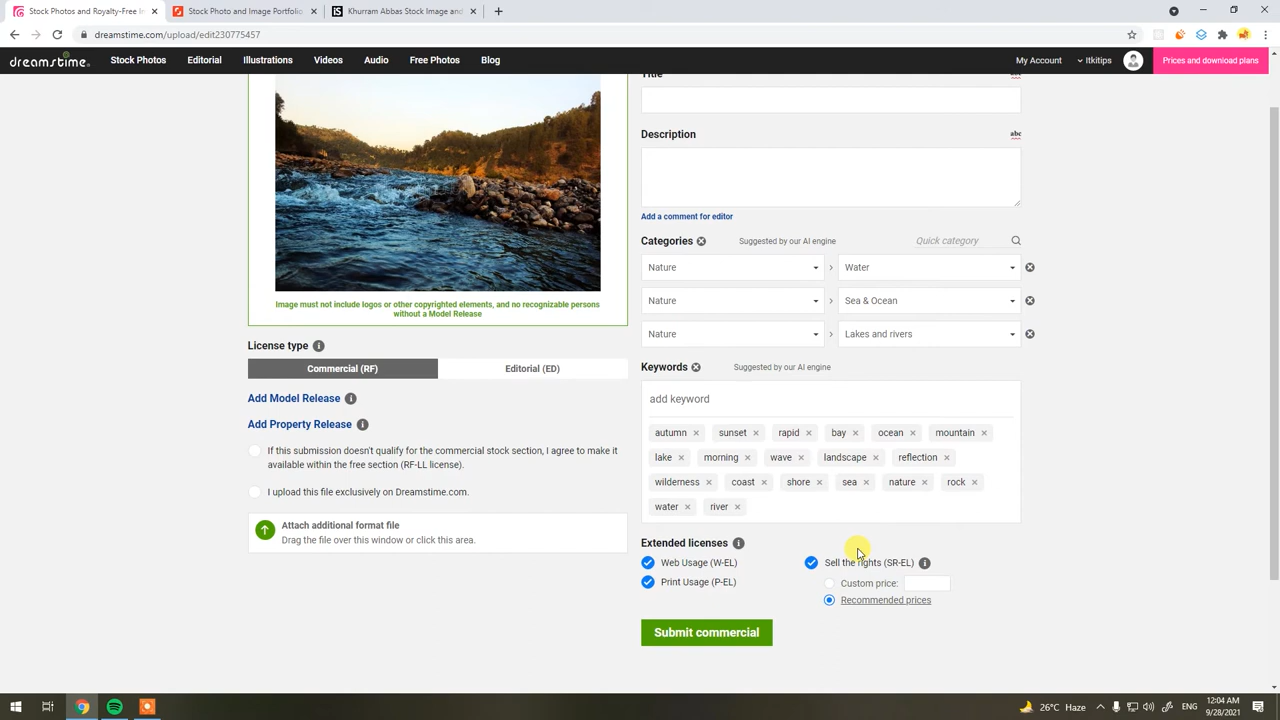 Stock Photos and Royalty-Free I
Stock Photo and Image Portfolio
Khurram Abbas Stock Image and
dreamstime.com/upload/edit230775457
dreamstime.
Stock Photos
Editorial
Illustrations
Videos
Audio
Free Photos
Blog
My Account
Itkitips
Prices and download plans
Title
abc
Description
abc
Add a comment for editor
Categories
Suggested by our AI engine
Quick category
Nature
Water
Nature
Sea & Ocean
Nature
Lakes and rivers
Image must not include logos or other copyrighted elements, and no recognizable persons
without a Model Release
License type
Commercial (RF)
Editorial (ED)
Add Model Release
Add Property Release
If this submission doesn't qualify for the commercial stock section, I agree to make it
available within the free section (RF-LL license).
I upload this file exclusively on Dreamstime.com.
Attach additional format file
Drag the file over this window or click this area.
Keywords
Suggested by our AI engine
add keyword
autumn
sunset
rapid
bay
ocean
mountain
lake
morning
wave
landscape
reflection
wilderness
coast
shore
sea
nature
rock
water
river
Extended licenses
Web Usage (W-EL)
Print Usage (P-EL)
Sell the rights (SR-EL)
Custom price:
Recommended prices
Submit commercial
26°C Haze
ENG
12:04 AM
9/28/2021